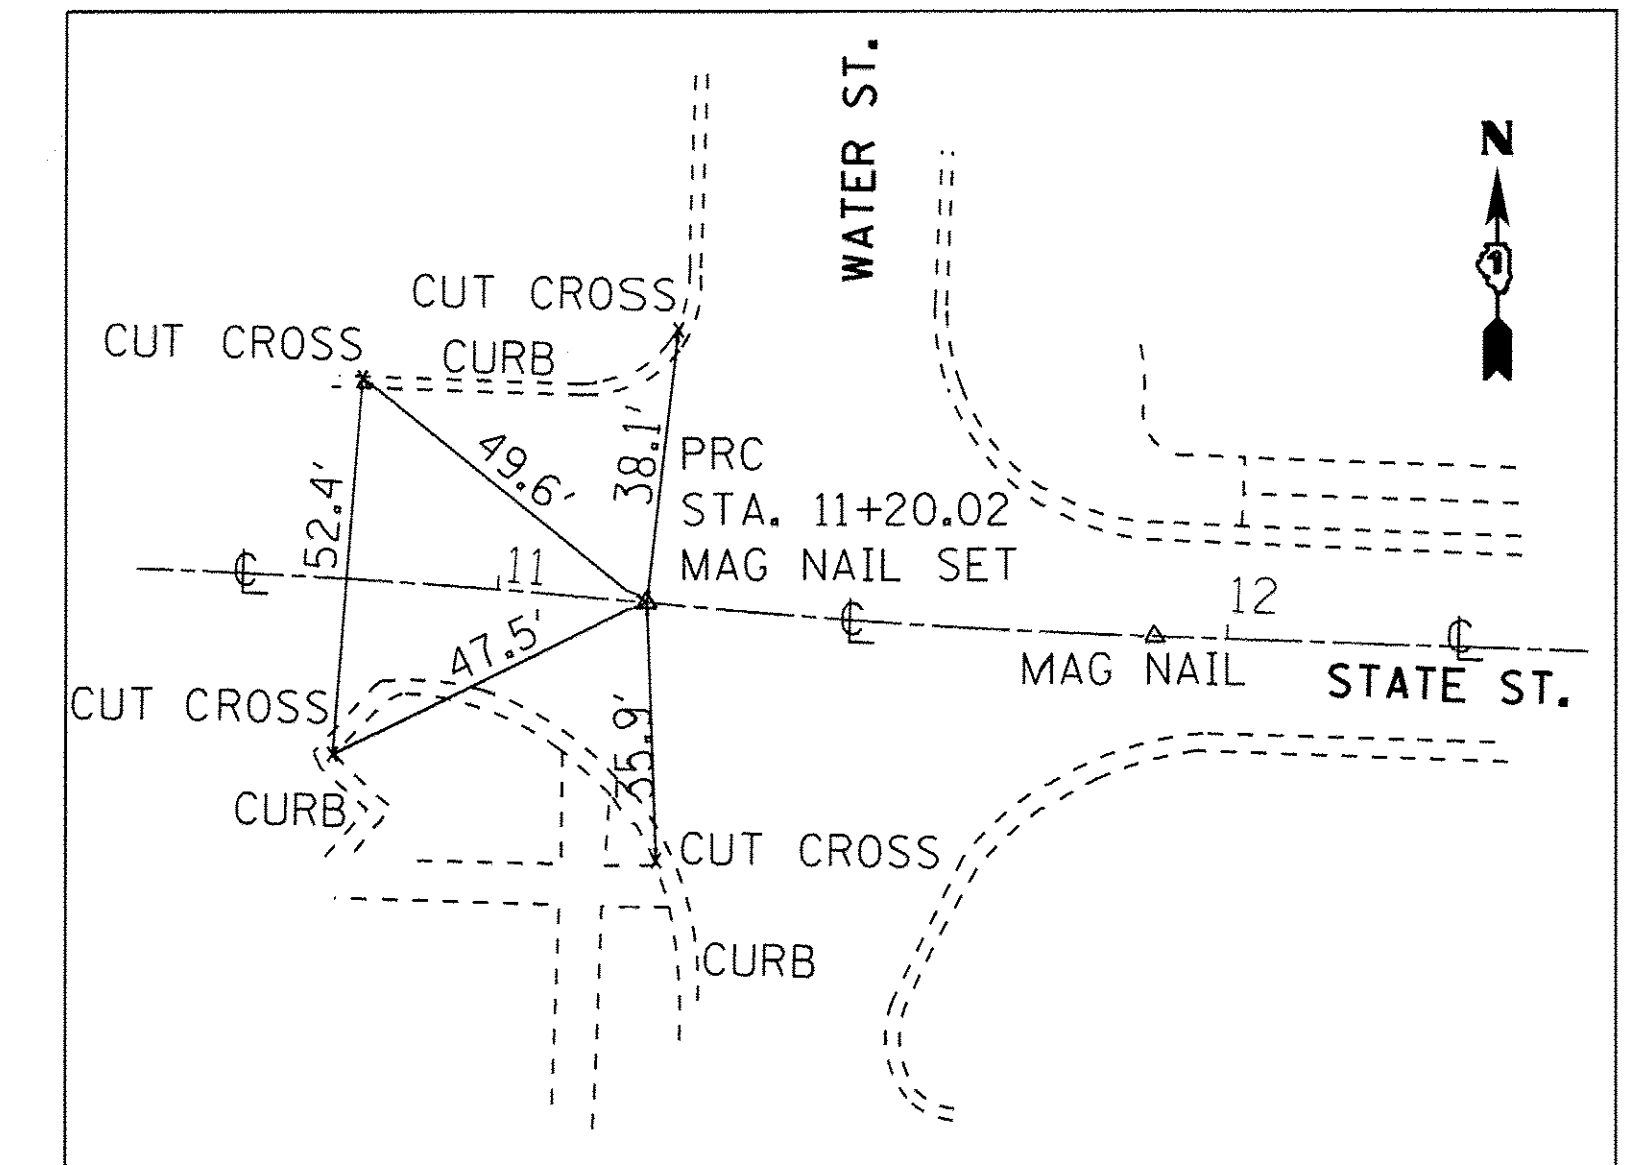 WATER ST.
N
CUT CROSS
CUT CROSS
CURB
49.6'
38.1'
PRC
STA. 11+20.02
MAG NAIL SET
52.4'
℄
11
℄
12
℄
47.5'
MAG NAIL
STATE ST.
CUT CROSS
35.9'
CURB
CUT CROSS
CURB